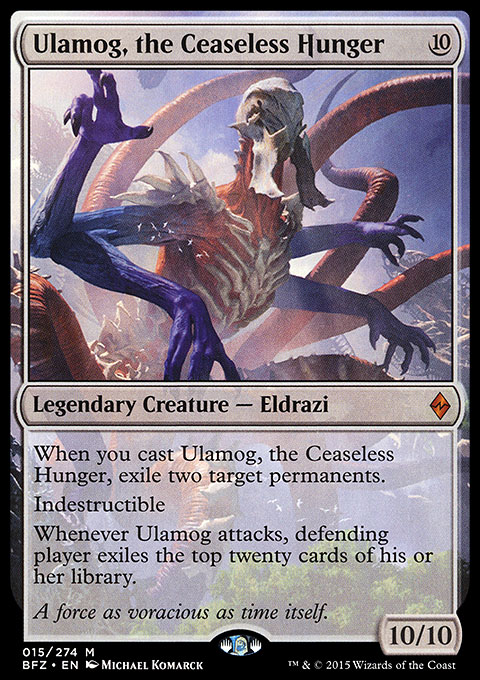 Ulamog, the Ceaseless Hunger 10
Legendary Creature — Eldrazi
When you cast Ulamog, the Ceaseless
Hunger, exile two target permanents.
Indestructible
Whenever Ulamog attacks, defending
player exiles the top twenty cards of his or
her library.
A force as voracious as time itself.
10/10
015/274 M
BFZ • EN Michael Komarck
™ & © 2015 Wizards of the Coast